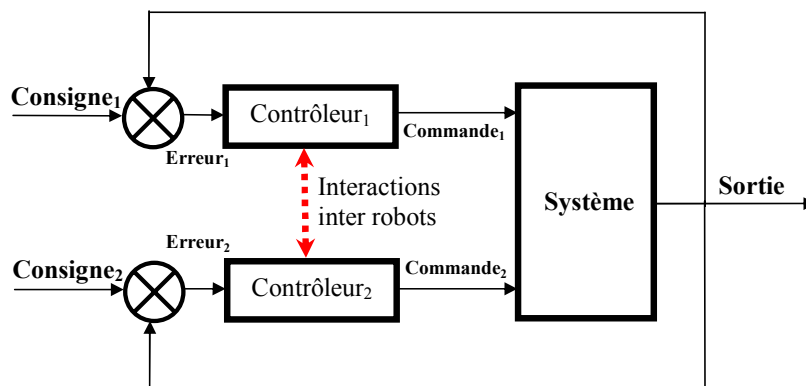 Consigne₁
Contrôleur₁
Commande₁
Erreur₁
Interactions
inter robots
Système
Sortie
Erreur₂
Consigne₂
Contrôleur₂
Commande₂